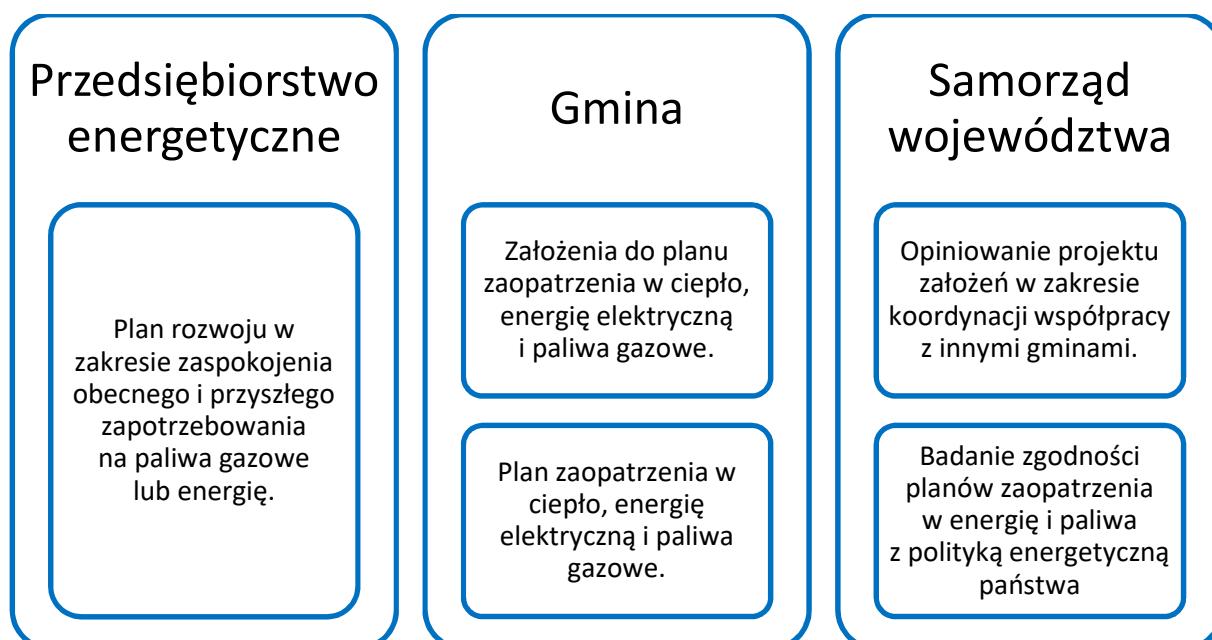 Przedsiębiorstwo
energetyczne
Plan rozwoju w
zakresie zaspokojenia
obecnego i przyszłego
zapotrzebowania
na paliwa gazowe
lub energię.
Gmina
Założenia do planu
zaopatrzenia w ciepło,
energię elektryczną
i paliwa gazowe.
Plan zaopatrzenia w
ciepło, energię
elektryczną i paliwa
gazowe.
Samorząd
województwa
Opiniowanie projektu
założeń w zakresie
koordynacji współpracy
z innymi gminami.
Badanie zgodności
planów zaopatrzenia
w energię i paliwa
z polityką energetyczną
państwa